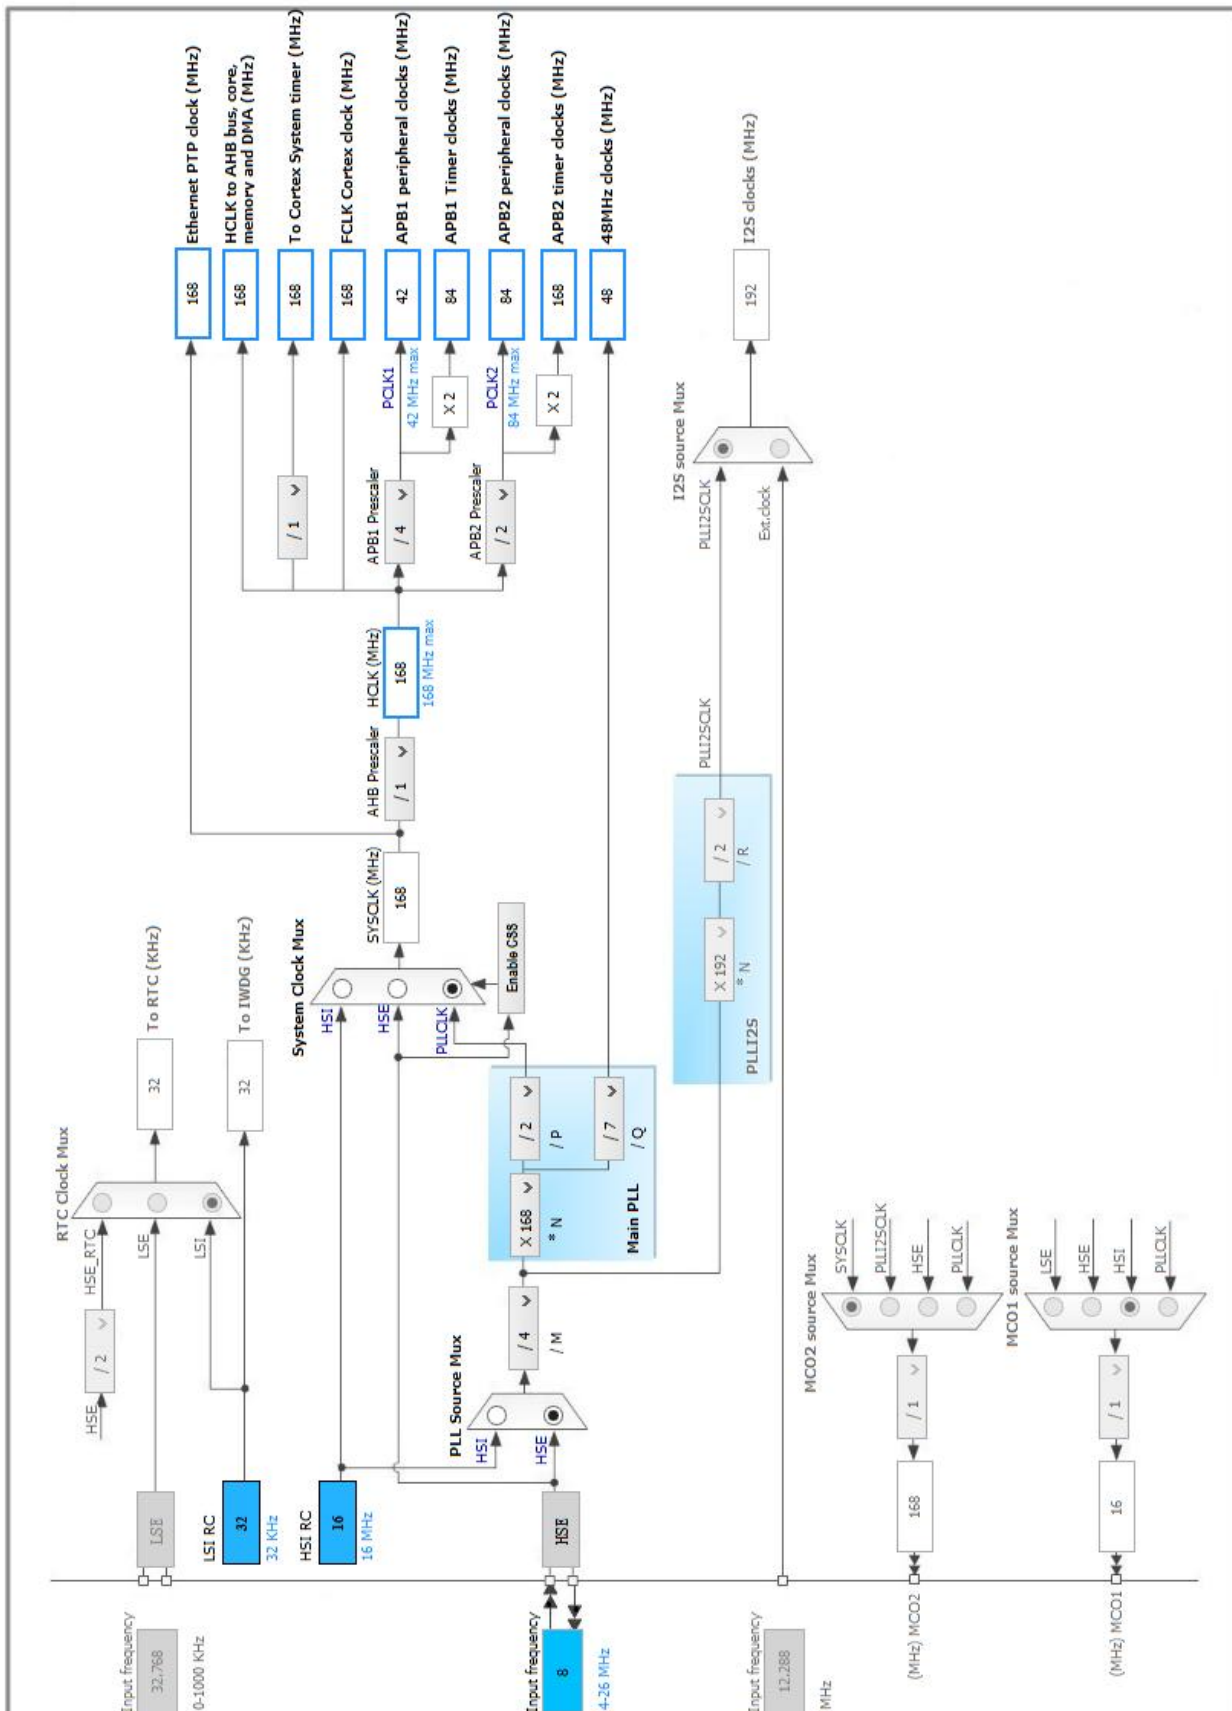 Input frequency
32.768
0-1000 KHz
LSE
HSE
/ 2
HSE_RTC
LSE
LSI
RTC Clock Mux
32
To RTC (KHz)
LSI RC
32
32 KHz
32
To IWDG (KHz)
HSI RC
16
16 MHz
Input frequency
8
4-26 MHz
HSE
PLL Source Mux
HSI
HSE
/ 4
/ M
X 168
* N
/ 2
/ P
/ 7
/ Q
Main PLL
System Clock Mux
HSI
HSE
PLLCLK
Enable CSS
SYSCLK (MHz)
168
AHB Prescaler
/ 1
HCLK (MHz)
168
168 MHz max
/ 1
APB1 Prescaler
/ 4
PCLK1
42 MHz max
X 2
APB2 Prescaler
/ 2
PCLK2
84 MHz max
X 2
168
Ethernet PTP clock (MHz)
168
HCLK to AHB bus, core,
memory and DMA (MHz)
168
To Cortex System timer (MHz)
168
FCLK Cortex clock (MHz)
42
APB1 peripheral clocks (MHz)
84
APB1 Timer clocks (MHz)
84
APB2 peripheral clocks (MHz)
168
APB2 timer clocks (MHz)
48
48MHz clocks (MHz)
PLLI2S
X 192
* N
/ 2
/ R
PLLI2SCLK
PLLI2SCLK
I2S source Mux
Ext.clock
192
I2S clocks (MHz)
Input frequency
12.288
MHz
MCO2 source Mux
SYSCLK
PLLI2SCLK
HSE
PLLCLK
/ 1
168
(MHz) MCO2
MCO1 source Mux
LSE
HSE
HSI
PLLCLK
/ 1
16
(MHz) MCO1